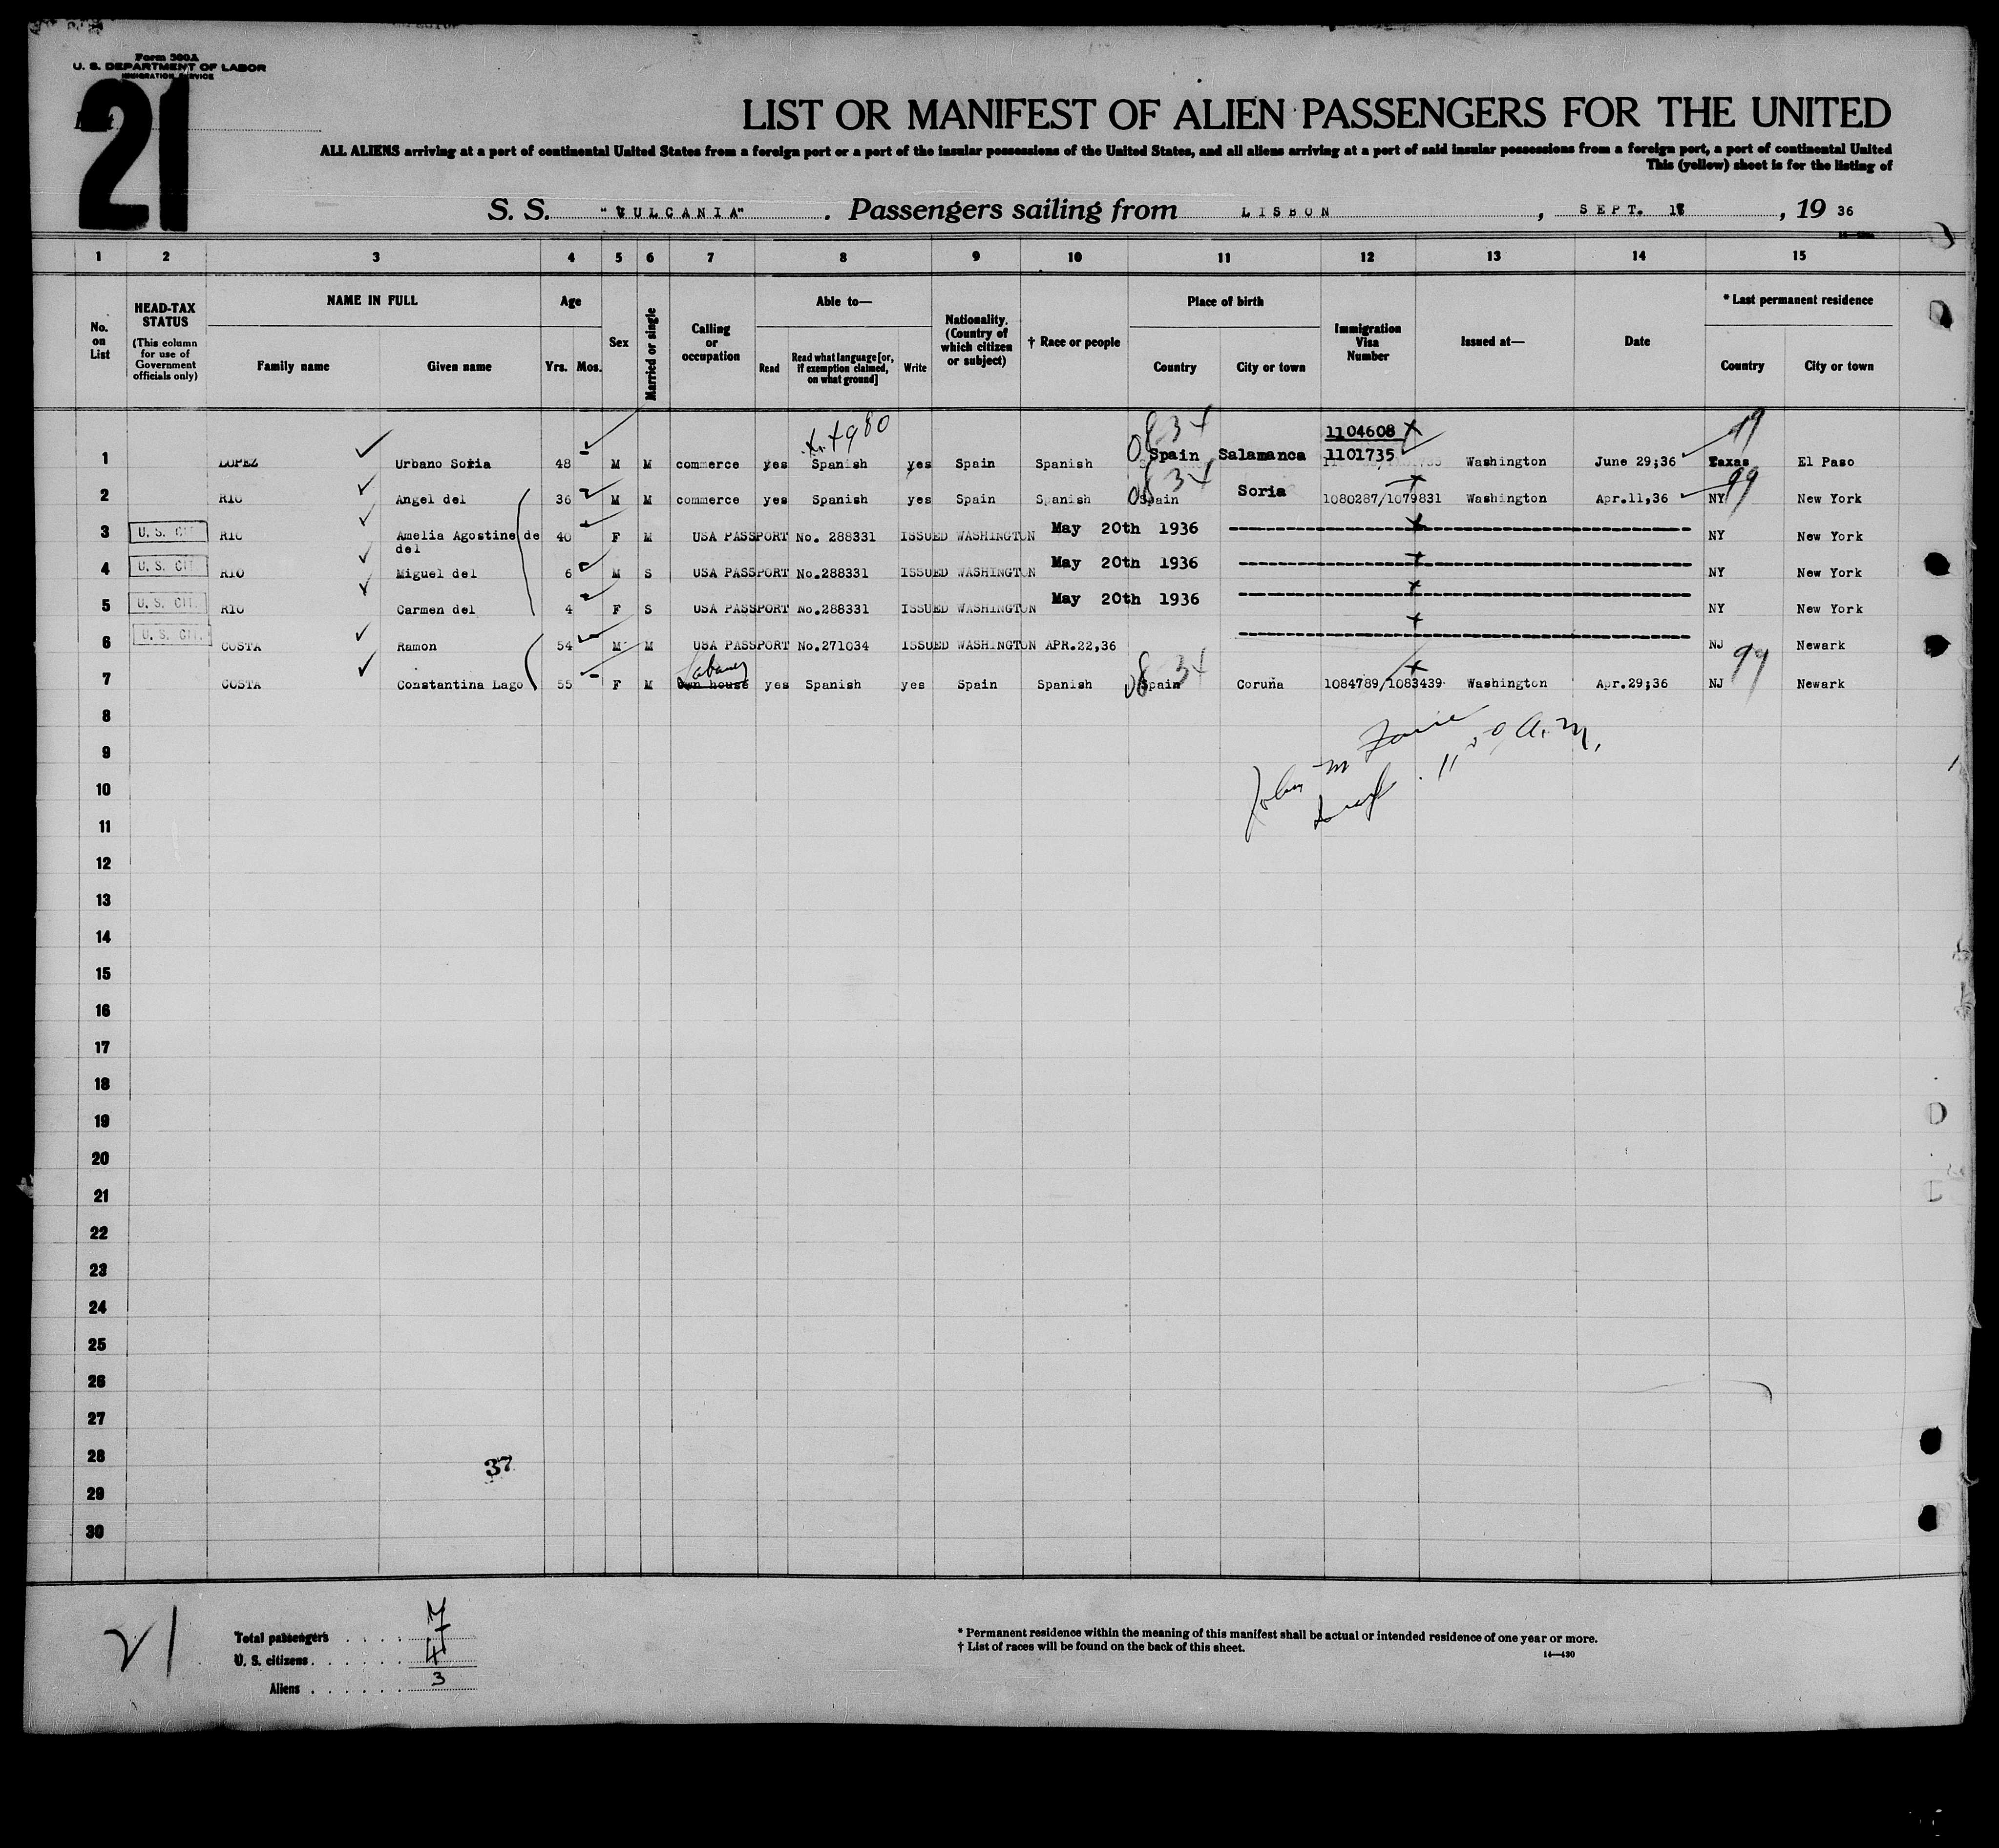 Form 500A
U. S. DEPARTMENT OF LABOR
IMMIGRATION SERVICE
21
LIST OR MANIFEST OF ALIEN PASSENGERS FOR THE UNITED
ALL ALIENS arriving at a port of continental United States from a foreign port or a port of the insular possessions of the United States, and all aliens arriving at a port of said insular possessions from a foreign port, a port of continental United
This (yellow) sheet is for the listing of
S. S. "VULCANIA". Passengers sailing from LISBON, SEPT. 18, 19 36
1 2 3 4 5 6 7 8 9 10 11 12 13 14 15
No. on List
HEAD-TAX STATUS (This column for use of Government officials only)
NAME IN FULL
Family name Given name
Age
Yrs. Mos.
Sex
Married or single
Calling or occupation
Able to—
Read Read what language [or, if exemption claimed, on what ground] Write
Nationality. (Country of which citizen or subject)
† Race or people
Place of birth
Country City or town
Immigration Visa Number
Issued at—
Date
* Last permanent residence
Country City or town
1104608
1 LOPEZ Urbano Soria 48 M M commerce yes Spanish yes Spain Spanish Spain Salamanca 1101735 Washington June 29;36 Taxas El Paso
2 RIO Angel del 36 M M commerce yes Spanish yes Spain Spanish Spain Soria 1080287/1079831 Washington Apr.11,36 NY New York
3 U. S. CIT. RIO Amelia Agostine de del 40 F M USA PASSPORT No. 288331 ISSUED WASHINGTON May 20th 1936 NY New York
4 U. S. CIT. RIO Miguel del 6 M S USA PASSPORT No.288331 ISSUED WASHINGTON May 20th 1936 NY New York
5 U. S. CIT. RIO Carmen del 4 F S USA PASSPORT No.288331 ISSUED WASHINGTON May 20th 1936 NY New York
6 U. S. CIT. COSTA Ramon 54 M M USA PASSPORT No.271034 ISSUED WASHINGTON APR.22,36 NJ Newark
7 COSTA Constantina Lago 55 F M house yes Spanish yes Spain Spanish Spain Coruña 1084789/1083439 Washington Apr.29;36 NJ Newark
8
9
10
11
12
13
14
15
16
17
18
19
20
21
22
23
24
25
26
27
28
37
29
30
21
Total passengers 7
U. S. citizens 4
Aliens 3
* Permanent residence within the meaning of this manifest shall be actual or intended residence of one year or more.
† List of races will be found on the back of this sheet.
14—430